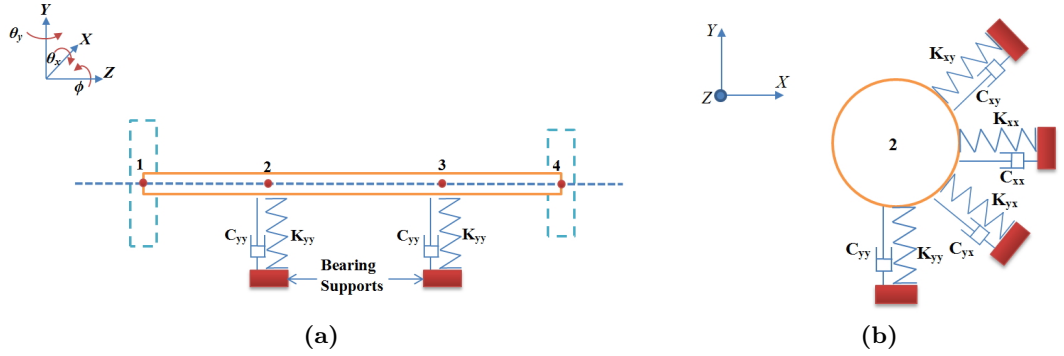 Y
θy
X
θx
Z
ϕ
1
2
3
4
Cyy
Kyy
Cyy
Kyy
Bearing
Supports
(a)
Y
X
Z
2
Kxy
Cxy
Kxx
Cxx
Kyx
Cyx
Cyy
Kyy
(b)